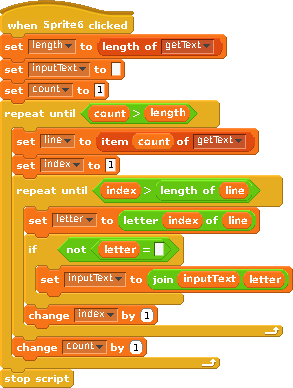 when Sprite6 clicked
set length to length of getText
set inputText to
set count to 1
repeat until count > length
set line to item count of getText
set index to 1
repeat until index > length of line
set letter to letter index of line
if not letter =
set inputText to join inputText letter
change index by 1
change count by 1
stop script